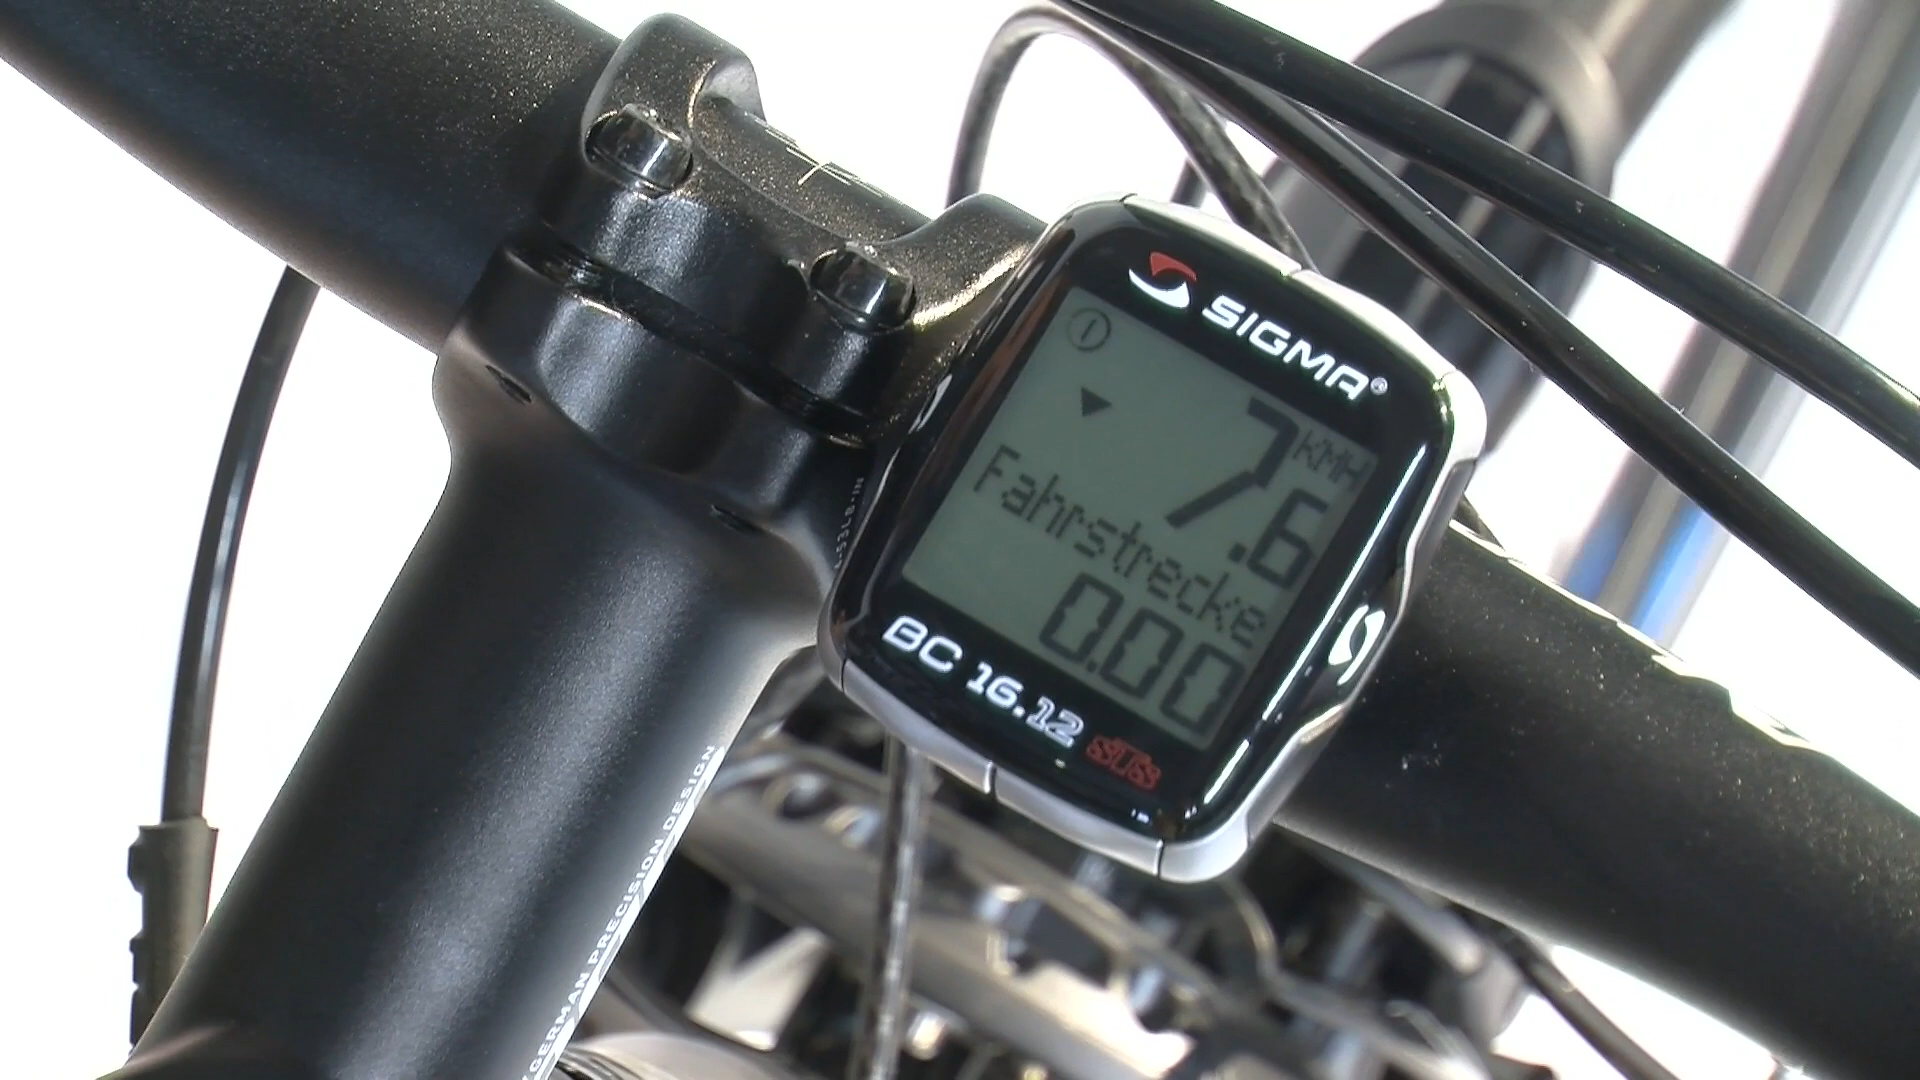 SIGMA®
KMH
7.6
Fahrstrecke
0.00
BC 16.12 STS
GERMAN.PRECISION.DESIGN